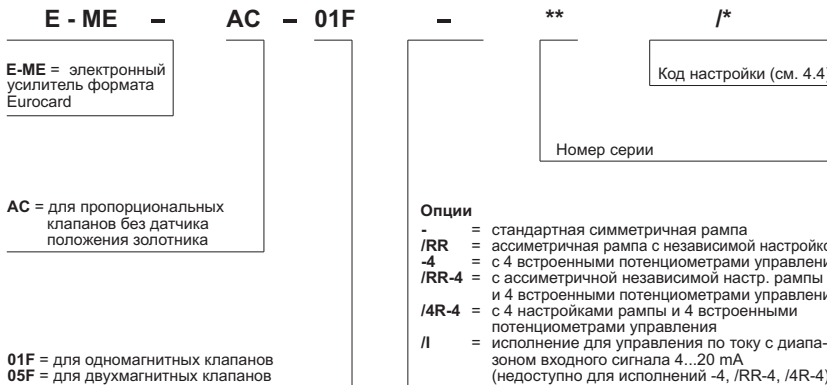 E - ME – AC – 01F – ** /*
E-ME = электронный
усилитель формата
Eurocard
Код настройки (см. 4.4)
Номер серии
AC = для пропорциональных
клапанов без датчика
положения золотника
Опции
- = стандартная симметричная рампа
/RR = ассиметричная рампа с независимой настройко
-4 = с 4 встроенными потенциометрами управлени
/RR-4 = с ассиметричной независимой настр. рампы
и 4 встроенными потенциометрами управлени
/4R-4 = с 4 настройками рампы и 4 встроенными
потенциометрами управления
/I = исполнение для управления по току с диапа-
зоном входного сигнала 4...20 mA
(недоступно для исполнений -4, /RR-4, /4R-4)
01F = для одномагнитных клапанов
05F = для двухмагнитных клапанов